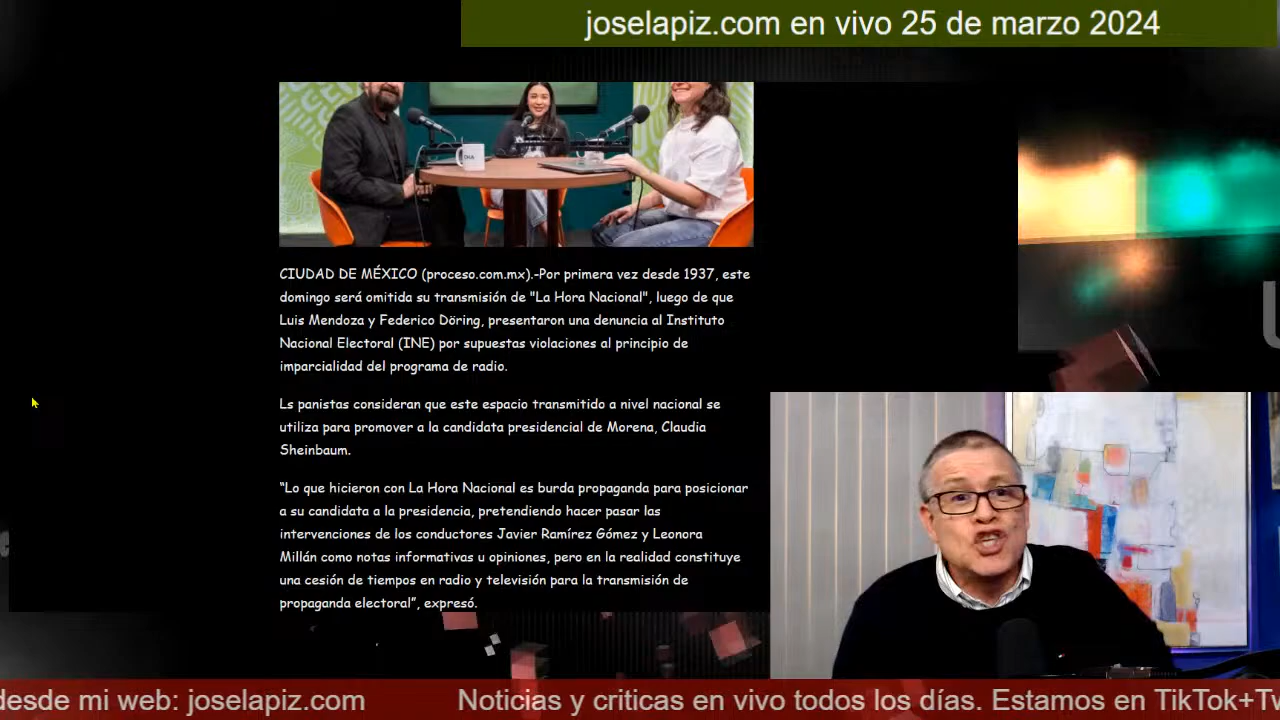 joselapiz.com en vivo 25 de marzo 2024
CIUDAD DE MÉXICO (proceso.com.mx).-Por primera vez desde 1937, este
domingo será omitida su transmisión de "La Hora Nacional", luego de que
Luis Mendoza y Federico Döring, presentaron una denuncia al Instituto
Nacional Electoral (INE) por supuestas violaciones al principio de
imparcialidad del programa de radio.
Ls panistas consideran que este espacio transmitido a nivel nacional se
utiliza para promover a la candidata presidencial de Morena, Claudia
Sheinbaum.
“Lo que hicieron con La Hora Nacional es burda propaganda para posicionar
a su candidata a la presidencia, pretendiendo hacer pasar las
intervenciones de los conductores Javier Ramírez Gómez y Leonora
Millán como notas informativas u opiniones, pero en la realidad constituye
una cesión de tiempos en radio y televisión para la transmisión de
propaganda electoral”, expresó.
desde mi web: joselapiz.com Noticias y criticas en vivo todos los días. Estamos en TikTok+Tv